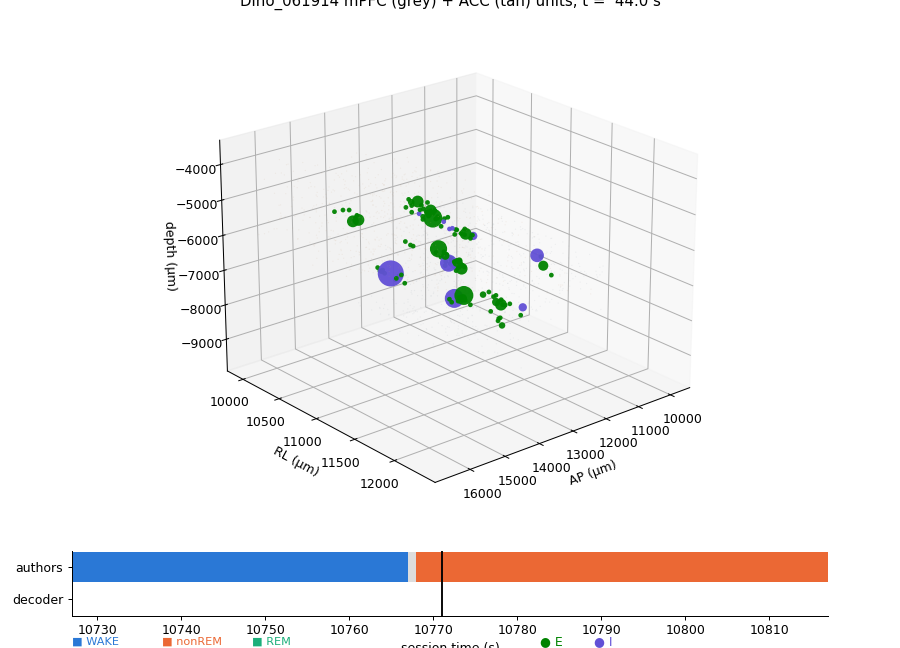 Dino_061914 mPFC (grey) + ACC (tan) units, t = 44.0 s
−4000
−5000
−6000
−7000
−8000
−9000
depth (μm)
10000
10500
11000
11500
12000
RL (μm)
16000
15000
14000
13000
12000
11000
10000
AP (μm)
authors
decoder
10730 10740 10750 10760 10770 10780 10790 10800 10810
session time (s)
WAKE nonREM REM E I